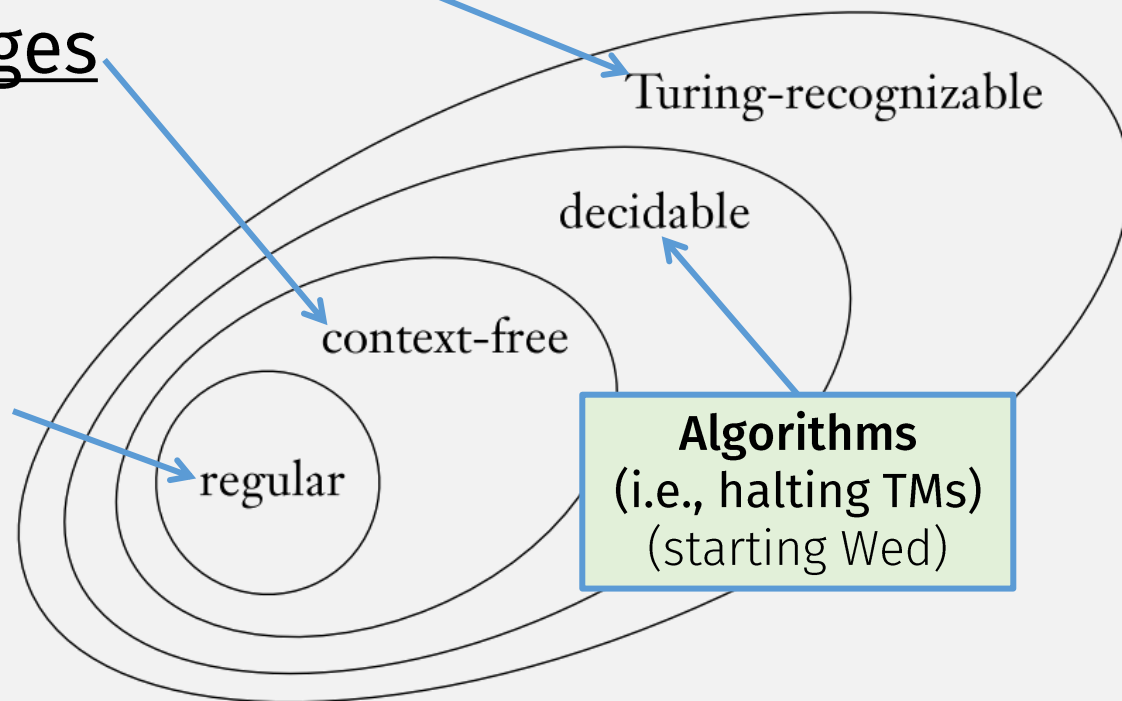 ges
Turing-recognizable
decidable
context-free
regular
Algorithms
(i.e., halting TMs)
(starting Wed)